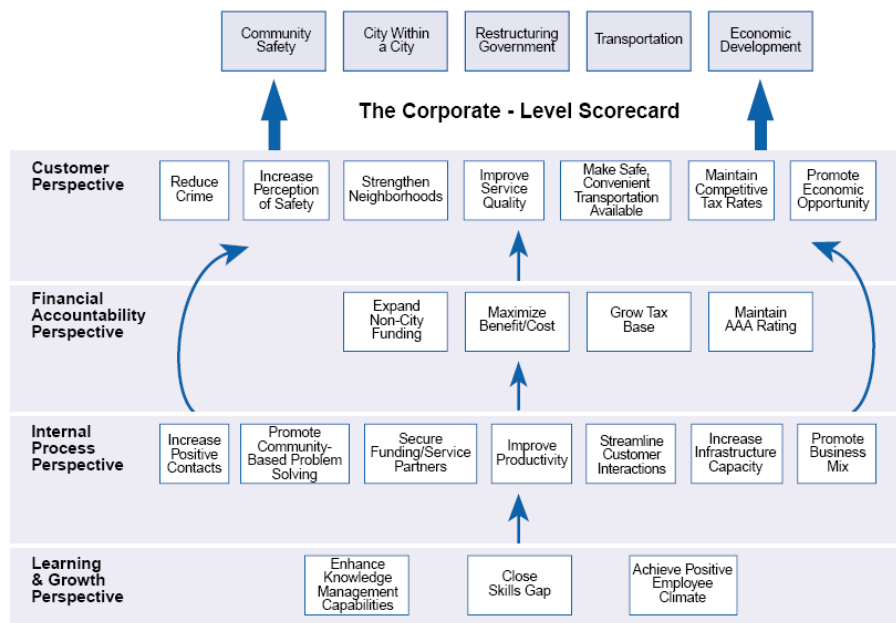 Community
Safety
City Within
a City
Restructuring
Government
Transportation
Economic
Development
The Corporate - Level Scorecard
Customer
Perspective
Reduce
Crime
Increase
Perception
of Safety
Strengthen
Neighborhoods
Improve
Service
Quality
Make Safe,
Convenient
Transportation
Available
Maintain
Competitive
Tax Rates
Promote
Economic
Opportunity
Financial
Accountability
Perspective
Expand
Non-City
Funding
Maximize
Benefit/Cost
Grow Tax
Base
Maintain
AAA Rating
Internal
Process
Perspective
Increase
Positive
Contacts
Promote
Community-
Based Problem
Solving
Secure
Funding/Service
Partners
Improve
Productivity
Streamline
Customer
Interactions
Increase
Infrastructure
Capacity
Promote
Business
Mix
Learning
& Growth
Perspective
Enhance
Knowledge
Management
Capabilities
Close
Skills Gap
Achieve Positive
Employee
Climate